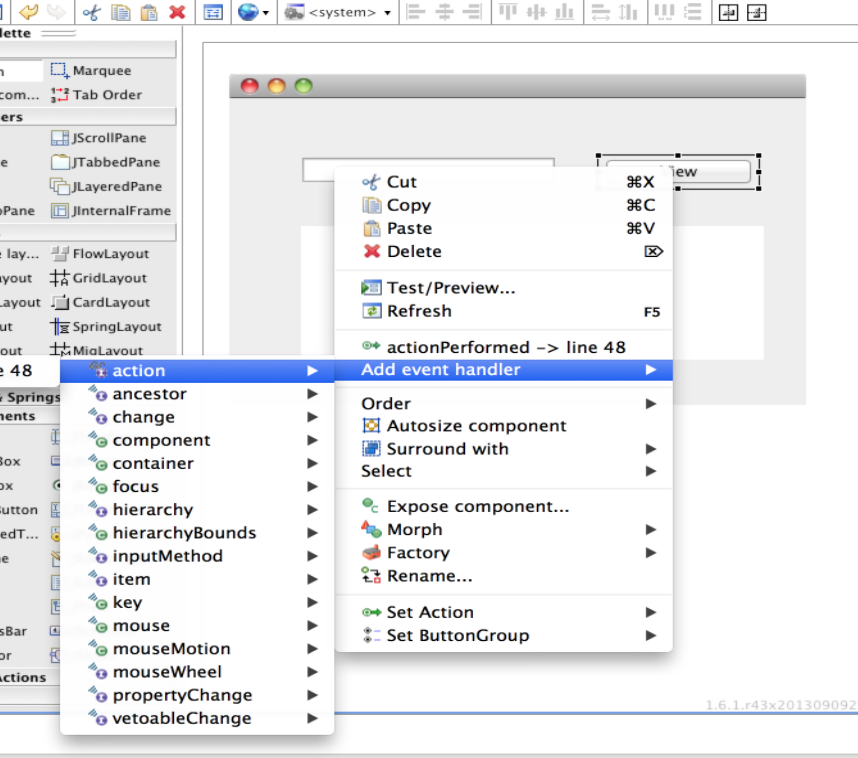 <system>
lette
n
Marquee
com...
Tab Order
ers
JScrollPane
e
JTabbedPane
JLayeredPane
oPane
JInternalFrame
e lay...
FlowLayout
ayout
GridLayout
Layout
CardLayout
ut
SpringLayout
out
MigLayout
e 48
& Springs
nents
Box
ox
utton
edT...
e
sBar
or
Actions
View
Cut ⌘X
Copy ⌘C
Paste ⌘V
Delete ⌦
Test/Preview...
Refresh F5
actionPerformed -> line 48
Add event handler
Order
Autosize component
Surround with
Select
Expose component...
Morph
Factory
Rename...
Set Action
Set ButtonGroup
action
ancestor
change
component
container
focus
hierarchy
hierarchyBounds
inputMethod
item
key
mouse
mouseMotion
mouseWheel
propertyChange
vetoableChange
1.6.1.r43x201309092